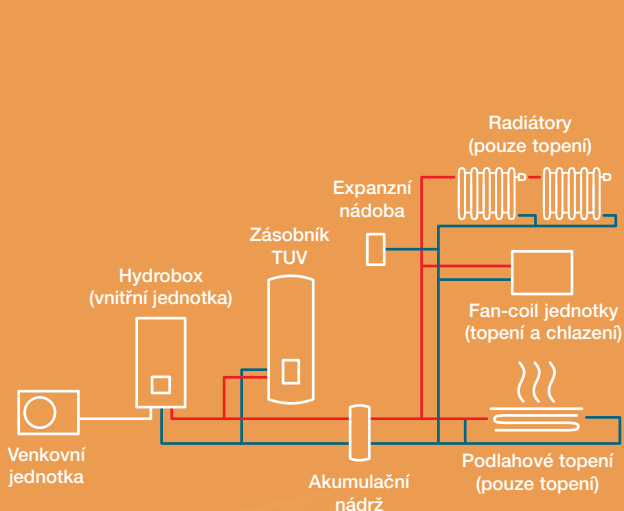 Radiátory
(pouze topení)
Expanzní
nádoba
Zásobník
TUV
Hydrobox
(vnitřní jednotka)
Fan-coil jednotky
(topení a chlazení)
Venkovní
jednotka
Akumulační
nádrž
Podlahové topení
(pouze topení)